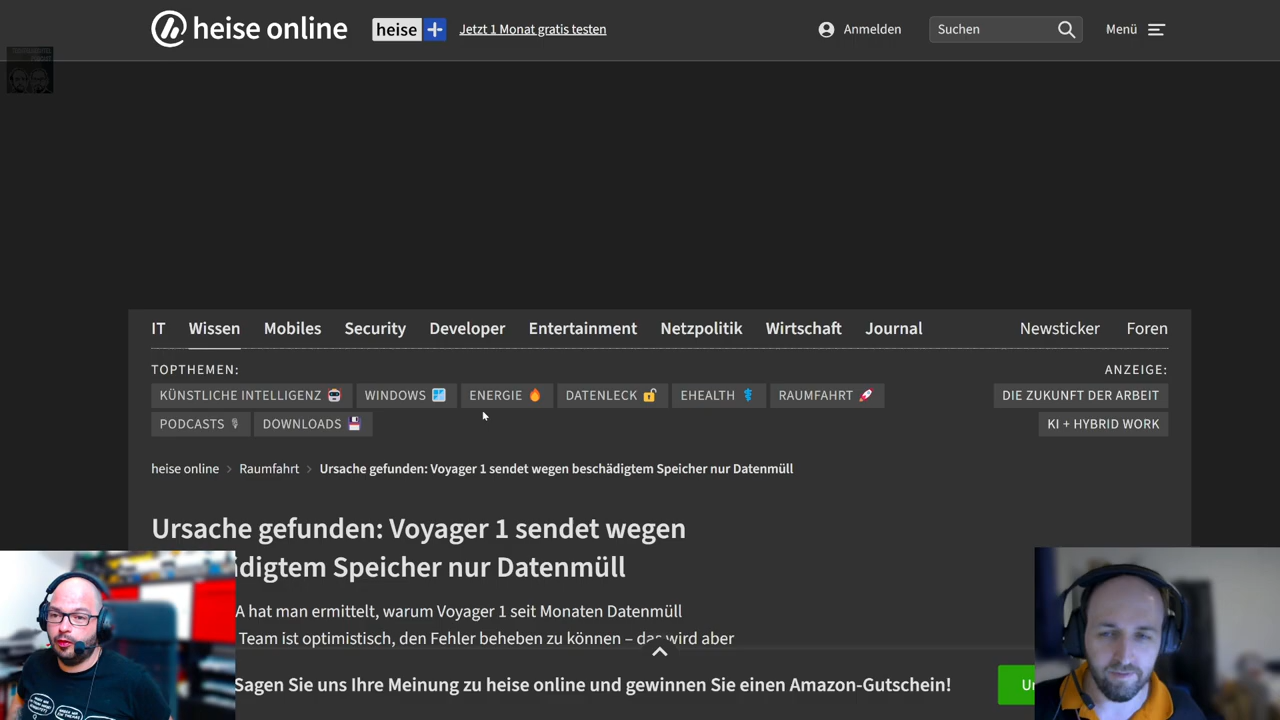 heise online
heise +
Jetzt 1 Monat gratis testen
Anmelden
Suchen
Menü
IT
Wissen
Mobiles
Security
Developer
Entertainment
Netzpolitik
Wirtschaft
Journal
Newsticker
Foren
TOPTHEMEN:
ANZEIGE:
KÜNSTLICHE INTELLIGENZ
WINDOWS
ENERGIE
DATENLECK
EHEALTH
RAUMFAHRT
DIE ZUKUNFT DER ARBEIT
PODCASTS
DOWNLOADS
KI + HYBRID WORK
heise online > Raumfahrt > Ursache gefunden: Voyager 1 sendet wegen beschädigtem Speicher nur Datenmüll
Ursache gefunden: Voyager 1 sendet wegen
digtem Speicher nur Datenmüll
A hat man ermittelt, warum Voyager 1 seit Monaten Datenmüll
Team ist optimistisch, den Fehler beheben zu können – das wird aber
Sagen Sie uns Ihre Meinung zu heise online und gewinnen Sie einen Amazon-Gutschein!